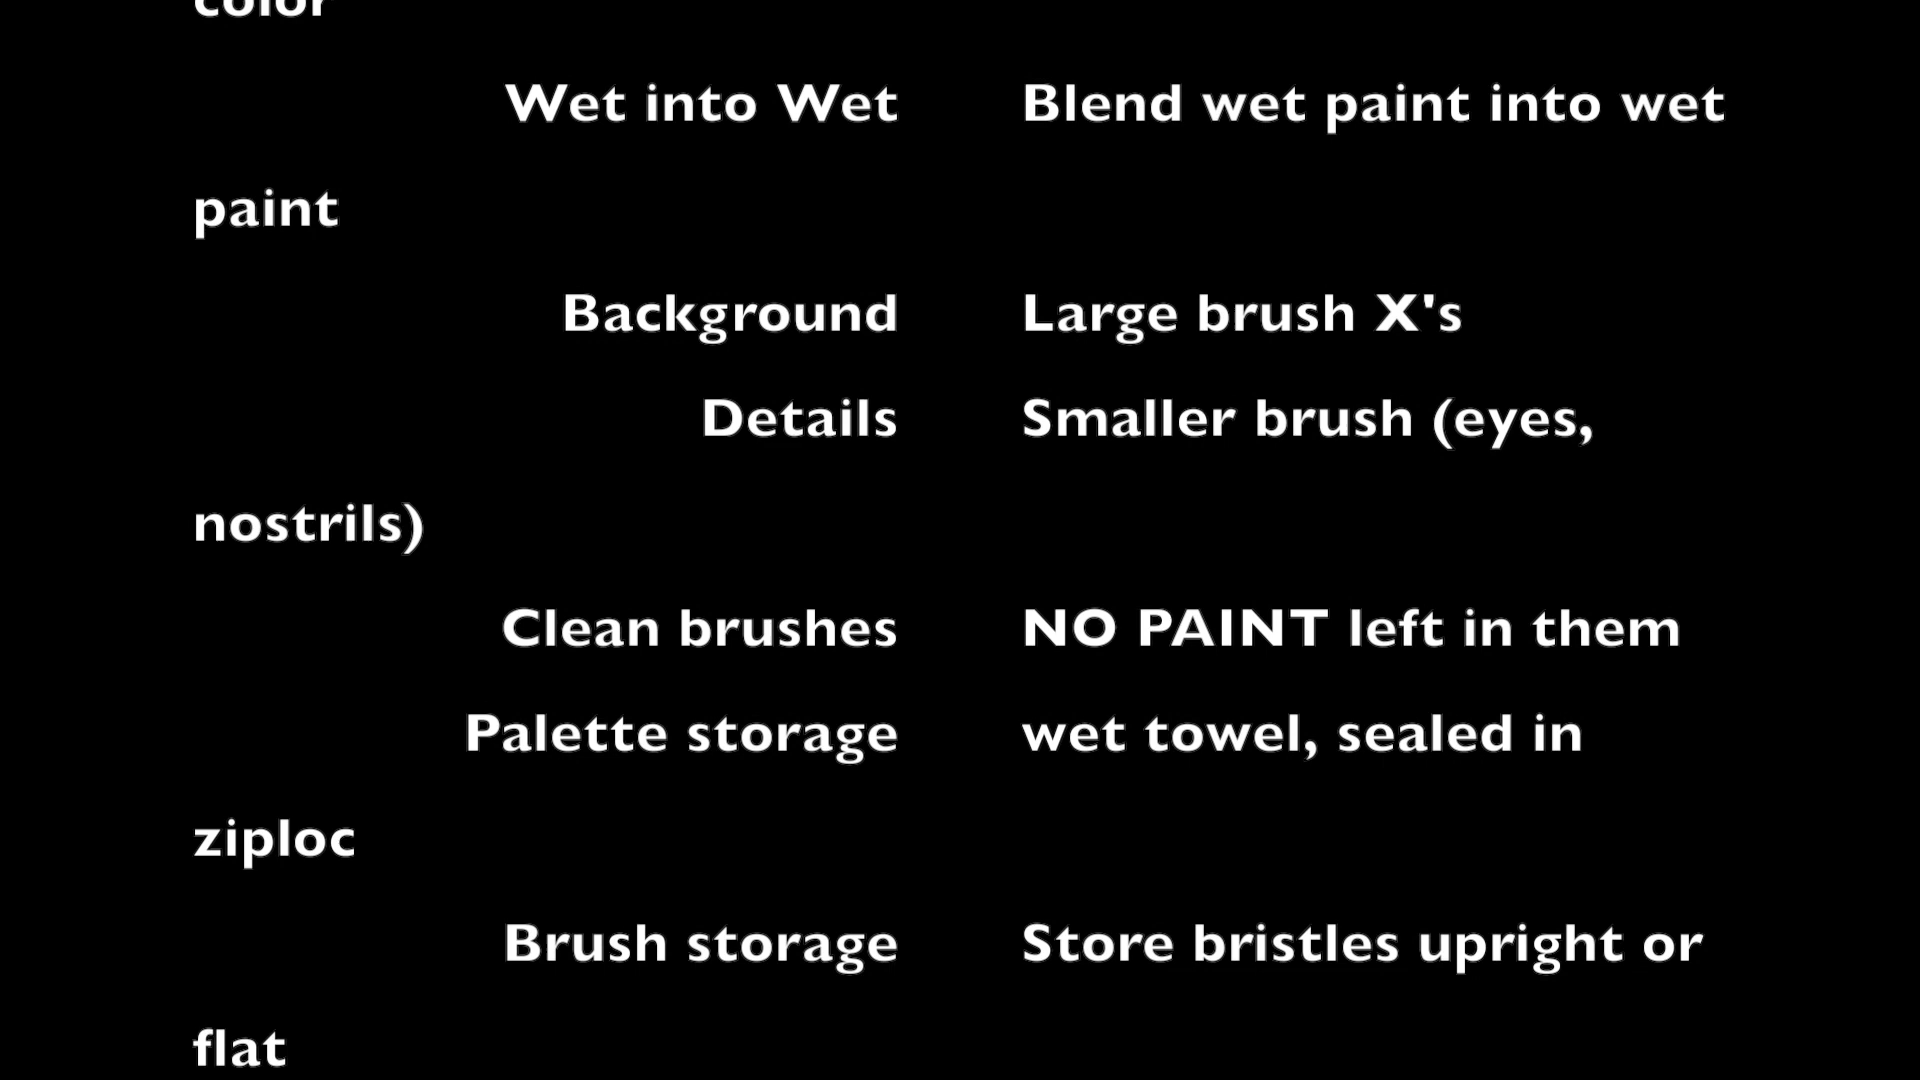 color
Wet into Wet Blend wet paint into wet
paint
Background Large brush X's
Details Smaller brush (eyes,
nostrils)
Clean brushes NO PAINT left in them
Palette storage wet towel, sealed in
ziploc
Brush storage Store bristles upright or
flat